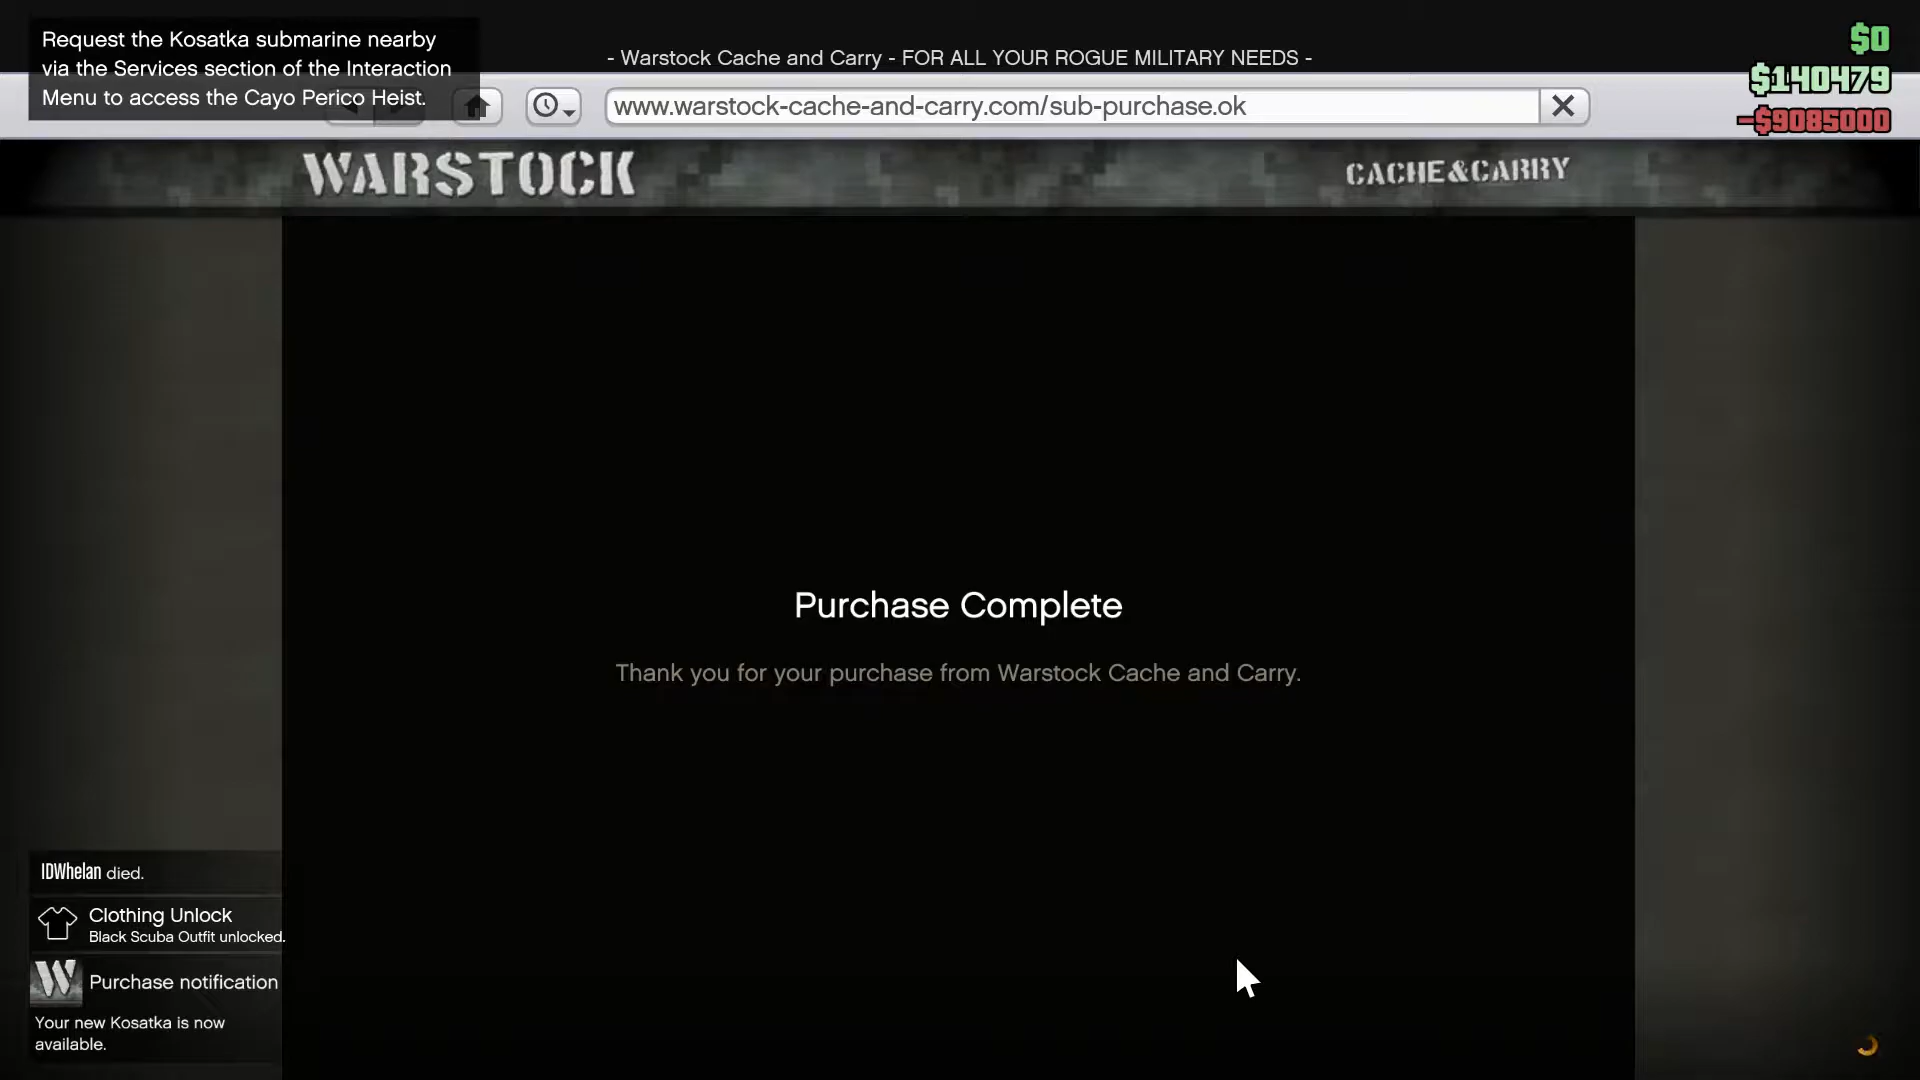 Request the Kosatka submarine nearby
via the Services section of the Interaction
Menu to access the Cayo Perico Heist.
- Warstock Cache and Carry - FOR ALL YOUR ROGUE MILITARY NEEDS -
$0
$140479
-$9085000
www.warstock-cache-and-carry.com/sub-purchase.ok
WARSTOCK
CACHE&CARRY
Purchase Complete
Thank you for your purchase from Warstock Cache and Carry.
IDWhelan died.
Clothing Unlock
Black Scuba Outfit unlocked.
W
Purchase notification
Your new Kosatka is now
available.